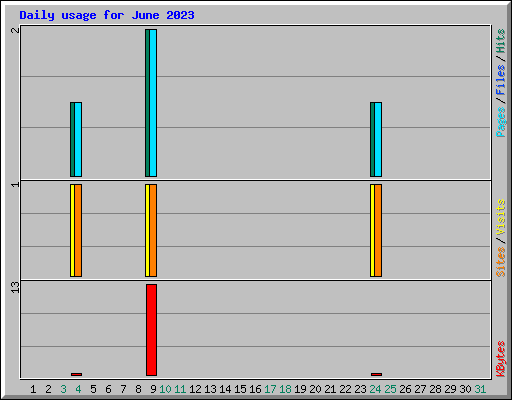 Daily usage for June 2023
2
1
13
Pages/Files/Hits
Sites/Visits
KBytes
1 2 3 4 5 6 7 8 9 10 11 12 13 14 15 16 17 18 19 20 21 22 23 24 25 26 27 28 29 30 31